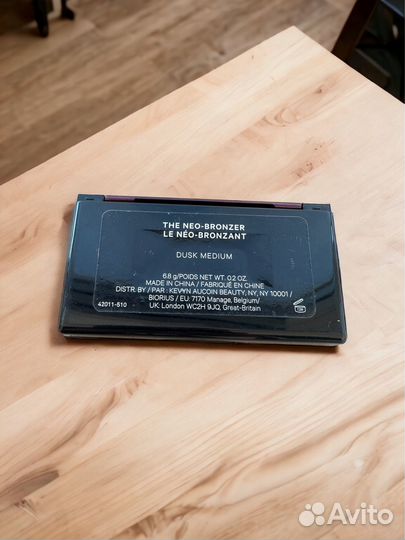 THE NEO-BRONZER
LE NÉO-BRONZANT
DUSK MEDIUM
6.8 g/POIDS NET WT. 0.2 OZ.
MADE IN CHINA / FABRIQUÉ EN CHINE
DISTR. BY / PAR : KEVYN AUCOIN BEAUTY, NY, NY 10001 /
BIORIUS / EU: 7170 Manage, Belgium/
UK: London WC2H 9JQ, Great-Britain
42011-510
Avito